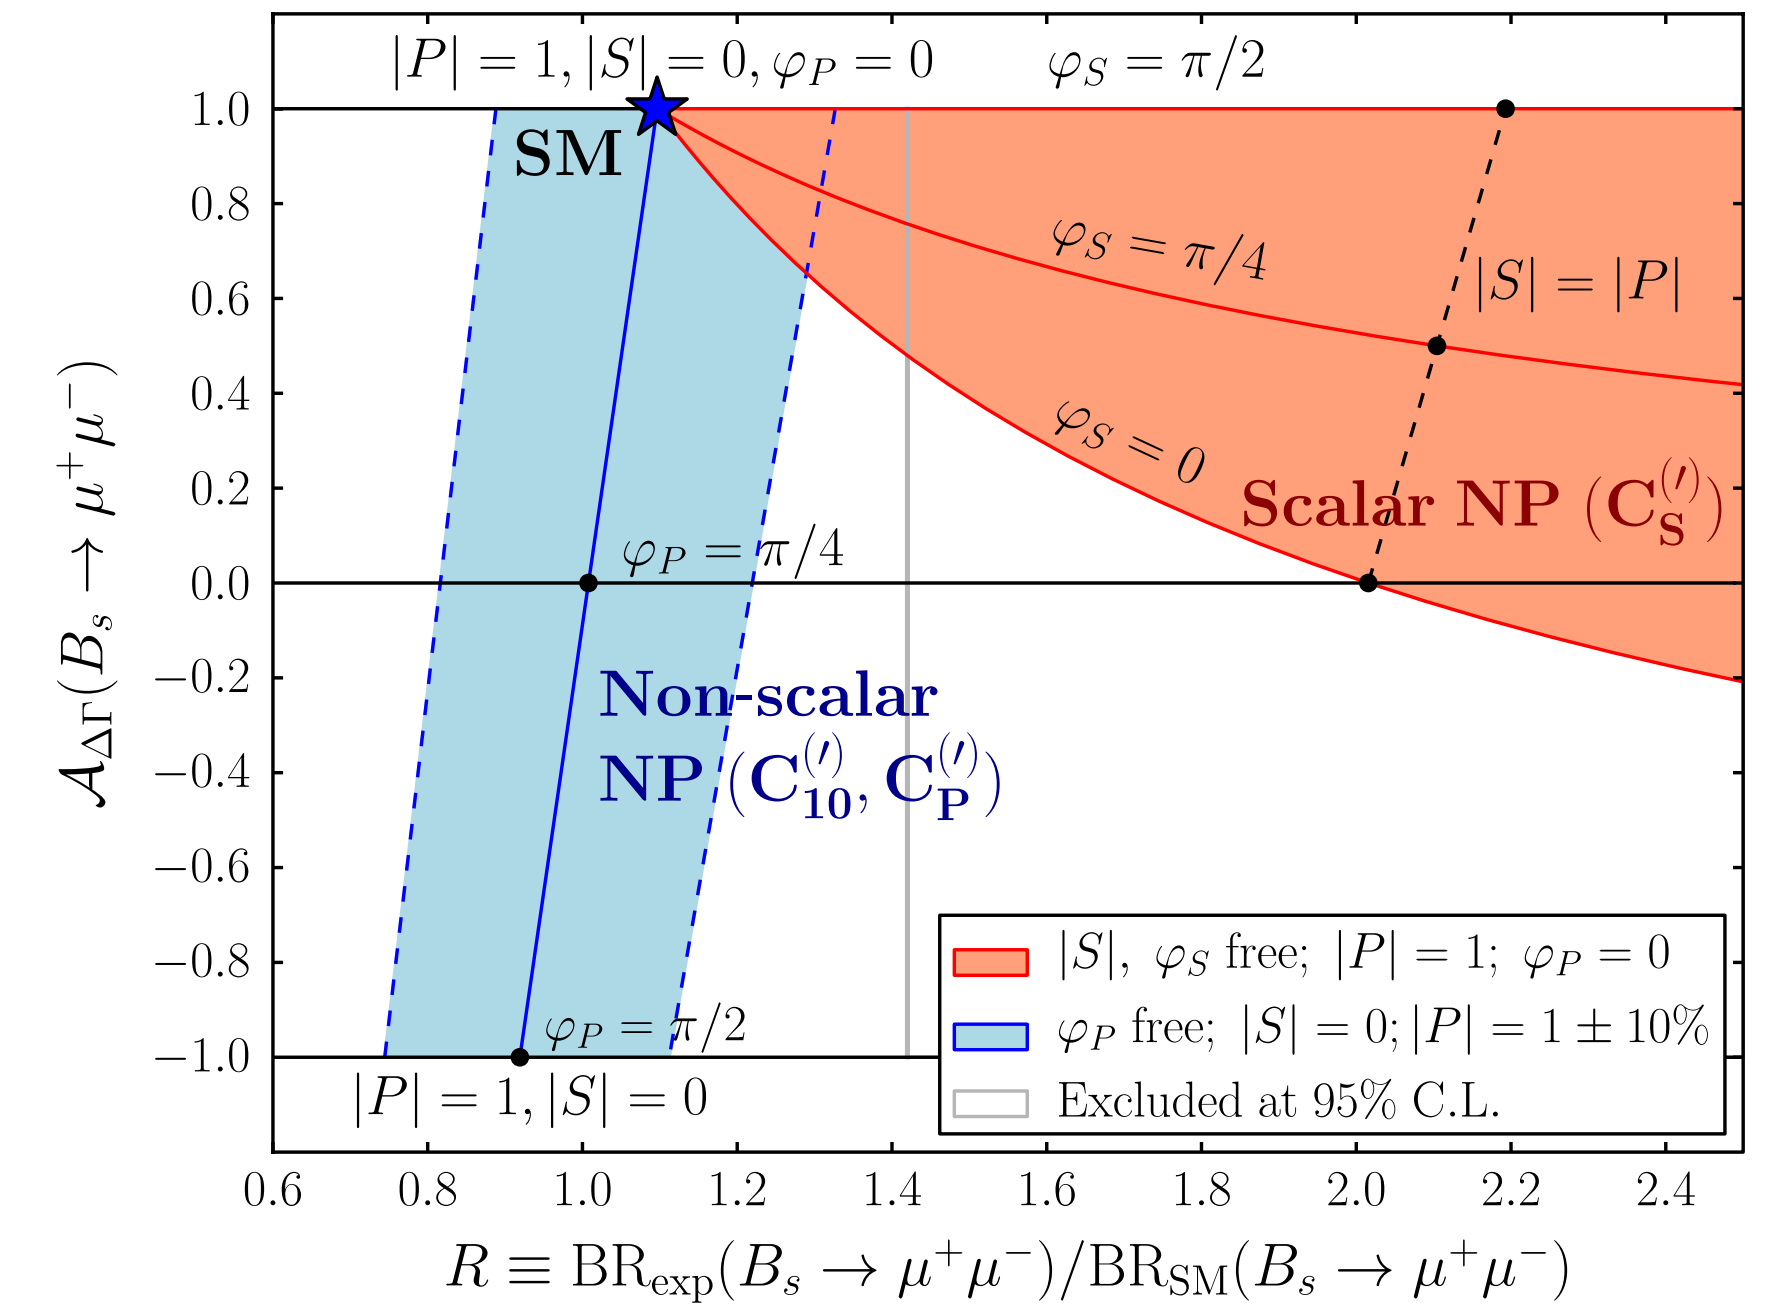 |P| = 1, |S| = 0, φ_P = 0
φ_S = π/2
1.0
SM
0.8
φ_S = π/4
|S| = |P|
0.6
0.4
φ_S = 0
0.2
Scalar NP (C_S^(′))
φ_P = π/4
0.0
−0.2
Non-scalar
NP (C_10^(′), C_P^(′))
−0.4
−0.6
−0.8
φ_P = π/2
−1.0
|P| = 1, |S| = 0
𝒜_ΔΓ(B_s → μ⁺μ⁻)
|S|, φ_S free; |P| = 1; φ_P = 0
φ_P free; |S| = 0; |P| = 1 ± 10%
Excluded at 95% C.L.
0.6 0.8 1.0 1.2 1.4 1.6 1.8 2.0 2.2 2.4
R ≡ BR_exp(B_s → μ⁺μ⁻)/BR_SM(B_s → μ⁺μ⁻)